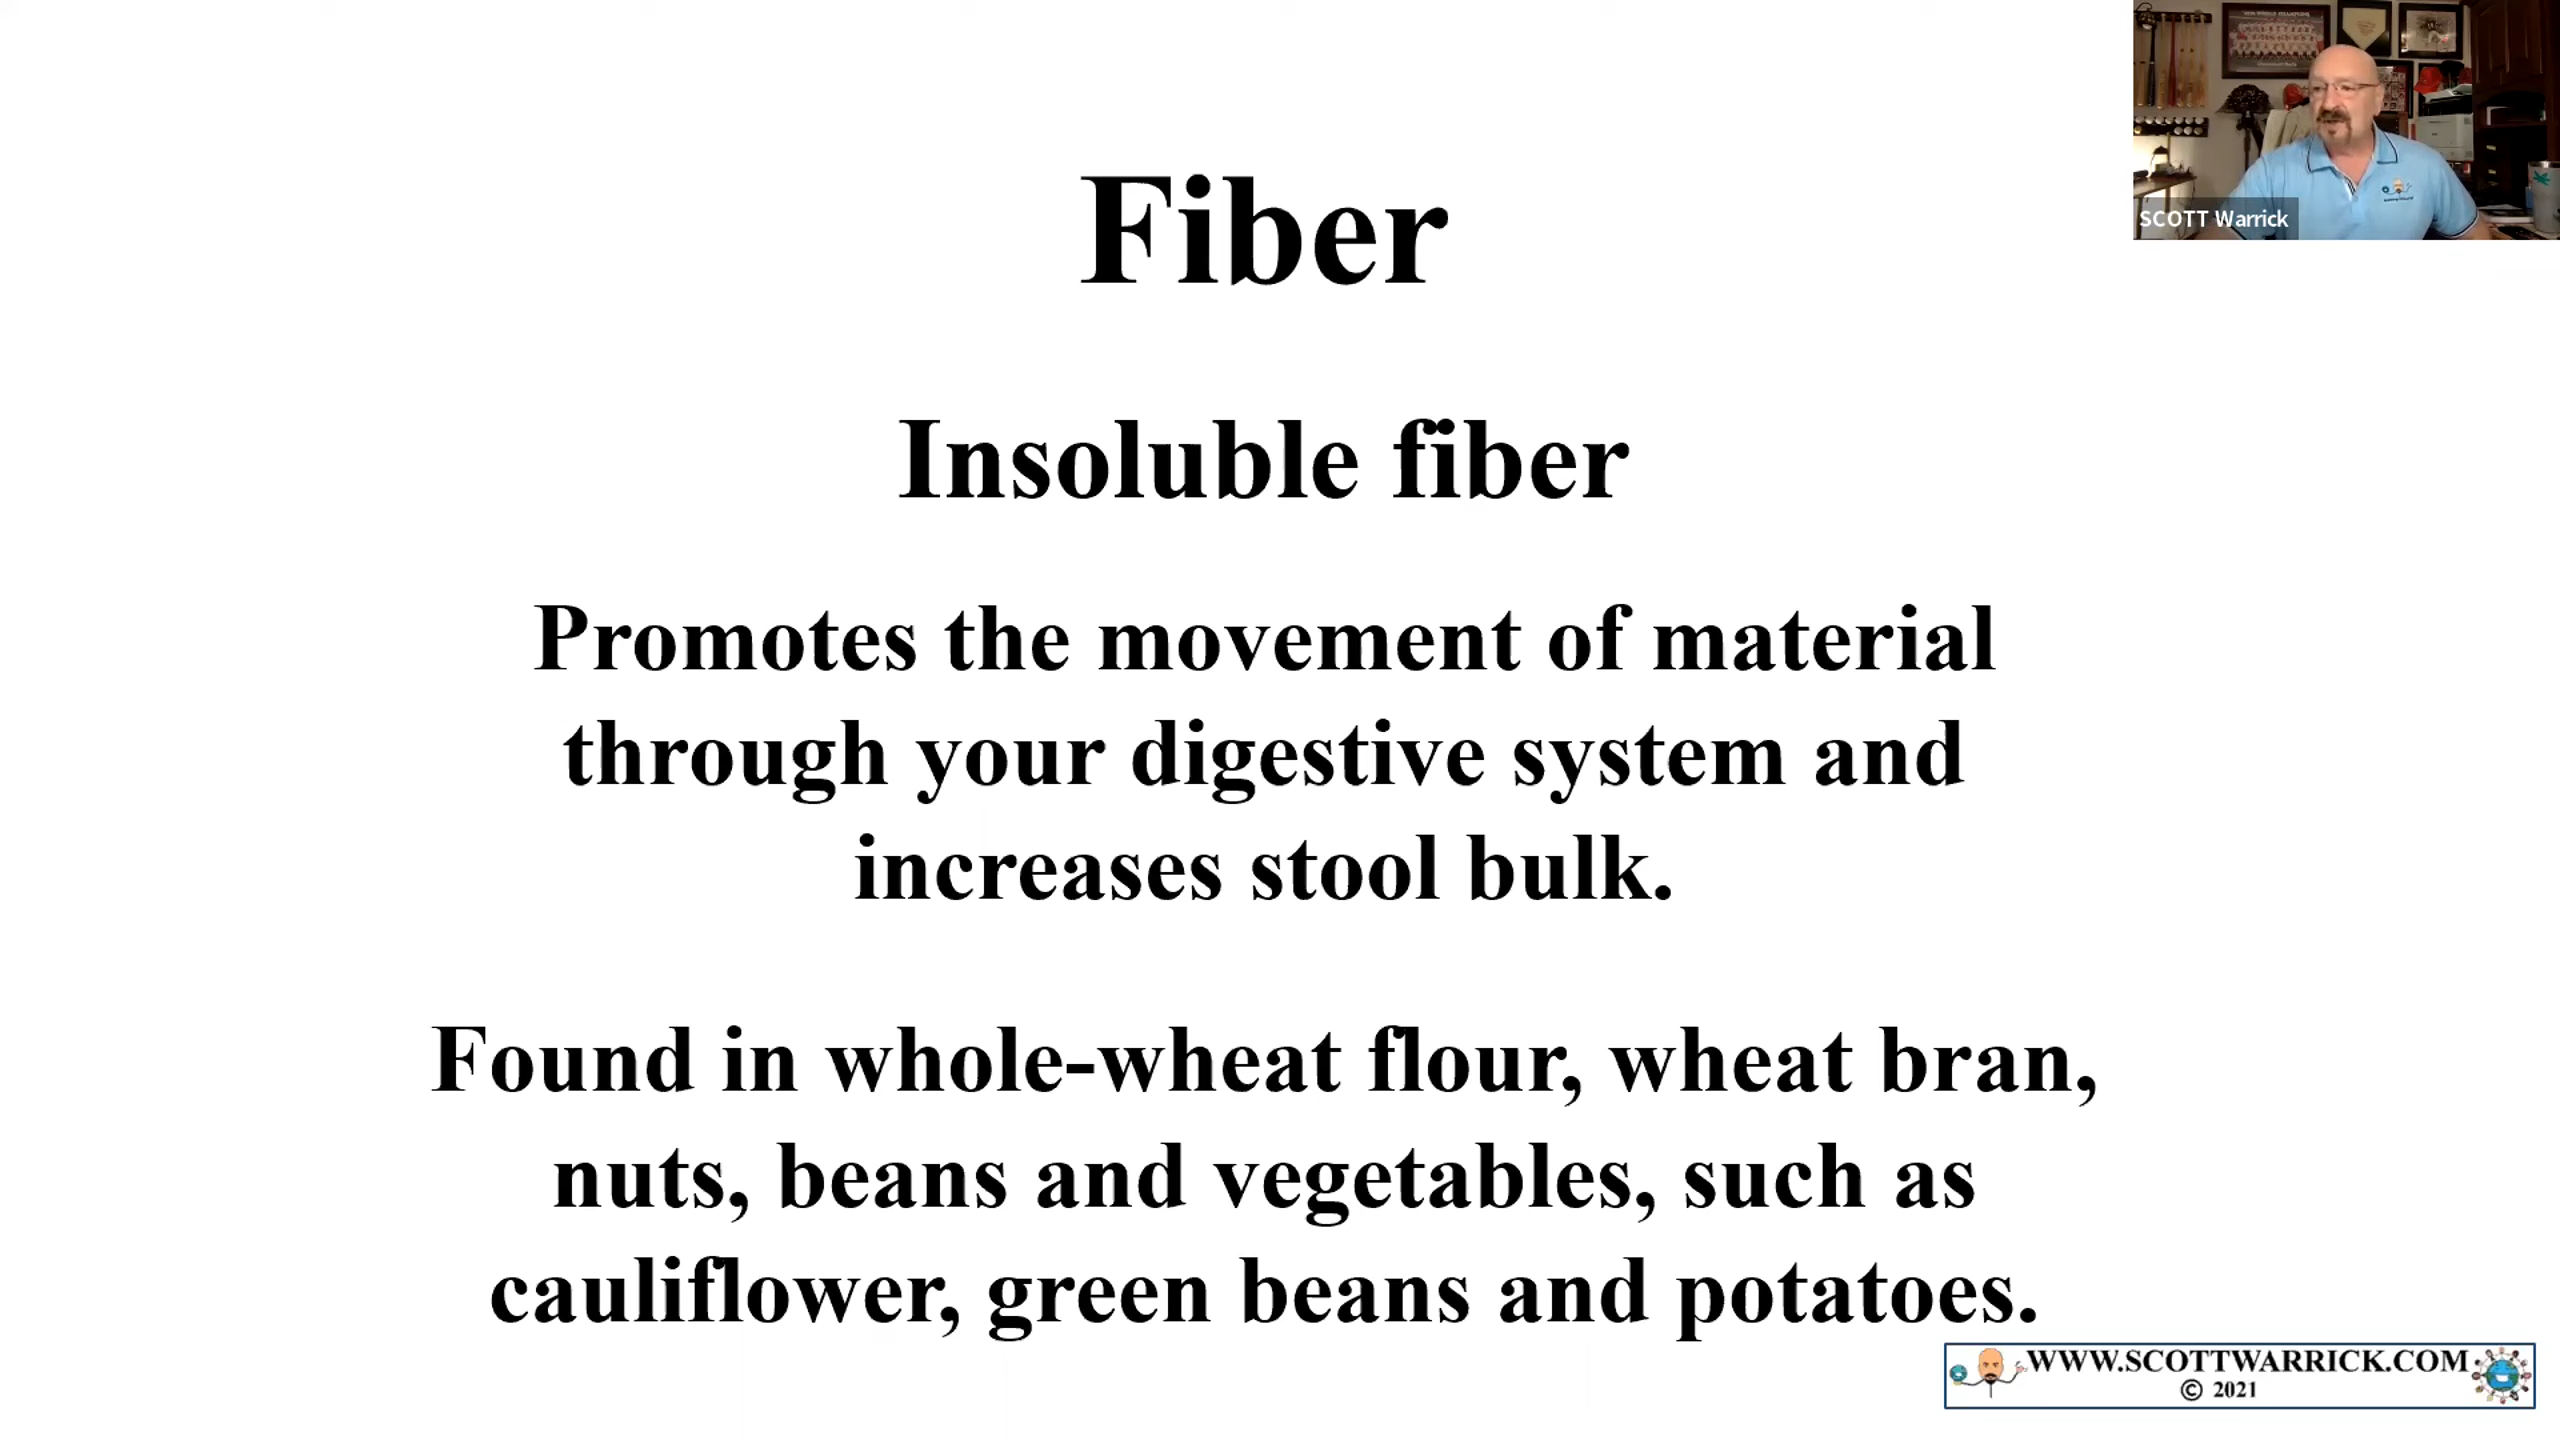 Fiber
SCOTT Warrick
Insoluble fiber
Promotes the movement of material
through your digestive system and
increases stool bulk.
Found in whole-wheat flour, wheat bran,
nuts, beans and vegetables, such as
cauliflower, green beans and potatoes.
WWW.SCOTTWARRICK.COM
© 2021